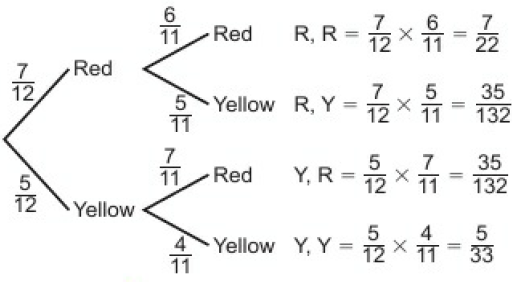 6/11 Red R, R = 7/12 × 6/11 = 7/22
7/12 Red
5/11 Yellow R, Y = 7/12 × 5/11 = 35/132
7/11 Red Y, R = 5/12 × 7/11 = 35/132
5/12 Yellow
4/11 Yellow Y, Y = 5/12 × 4/11 = 5/33